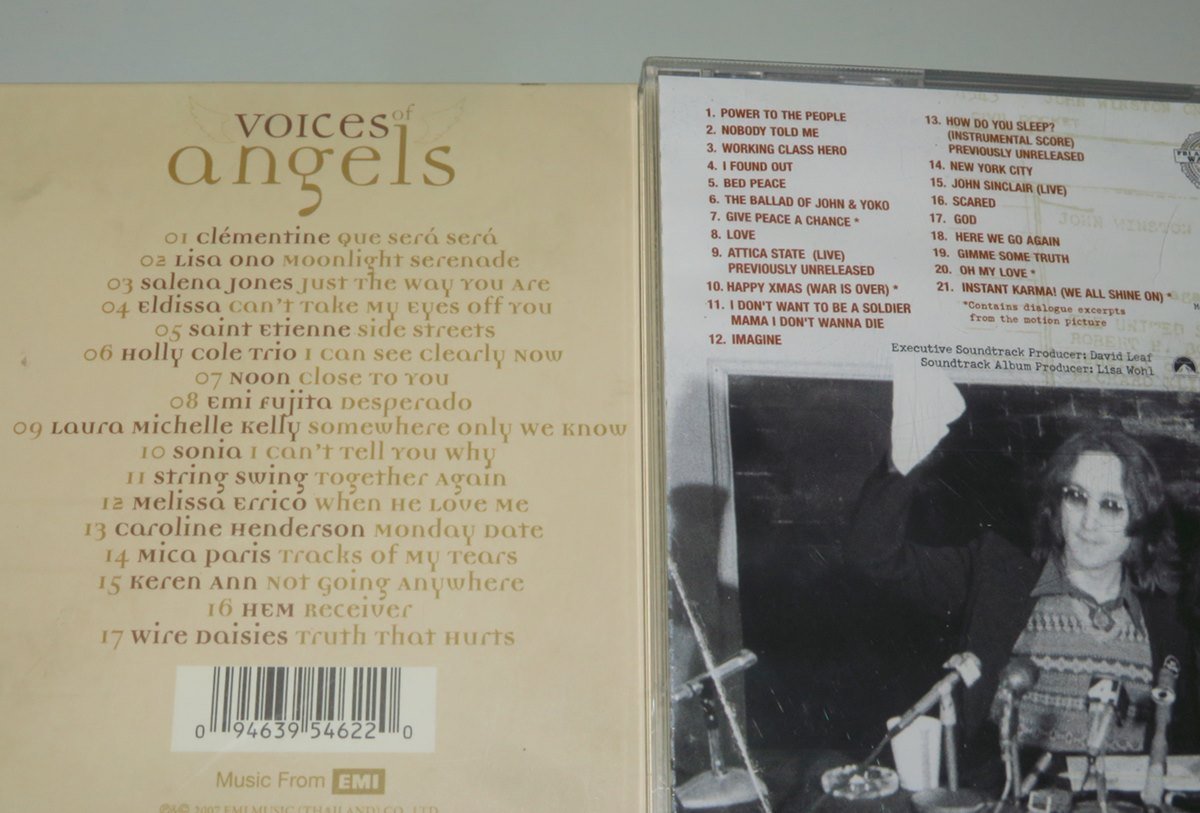 voices of
angels
01 clémentine que será será
02 Lisa Ono Moonlight Serenade
03 Salena Jones Just The Way You Are
04 Eldissa Can't Take My Eyes Off You
05 Saint Etienne Side Streets
06 Holly Cole Trio I Can See Clearly Now
07 Noon Close To You
08 Emi Fujita Desperado
09 Laura Michelle Kelly Somewhere Only We Know
10 Sonia I Can't Tell You Why
11 String Swing Together Again
12 Melissa Errico When He Love Me
13 Caroline Henderson Monday Date
14 Mica Paris Tracks Of My Tears
15 Keren Ann Not Going Anywhere
16 HEM Receiver
17 Wire Daisies Truth That Hurts
0 94639 54622 0
Music From EMI
2007 EMI MUSIC (THAILAND) CO., LTD.
1. POWER TO THE PEOPLE
2. NOBODY TOLD ME
3. WORKING CLASS HERO
4. I FOUND OUT
5. BED PEACE
6. THE BALLAD OF JOHN & YOKO
7. GIVE PEACE A CHANCE *
8. LOVE
9. ATTICA STATE (LIVE)
PREVIOUSLY UNRELEASED
10. HAPPY XMAS (WAR IS OVER) *
11. I DON'T WANT TO BE A SOLDIER
MAMA I DON'T WANNA DIE
12. IMAGINE
13. HOW DO YOU SLEEP?
(INSTRUMENTAL SCORE)
PREVIOUSLY UNRELEASED
14. NEW YORK CITY
15. JOHN SINCLAIR (LIVE)
16. SCARED
17. GOD
18. HERE WE GO AGAIN
19. GIMME SOME TRUTH
20. OH MY LOVE *
21. INSTANT KARMA! (WE ALL SHINE ON) *
*Contains dialogue excerpts
from the motion picture
Executive Soundtrack Producer: David Leaf
Soundtrack Album Producer: Lisa Wohl
JOHN WINSTON
4